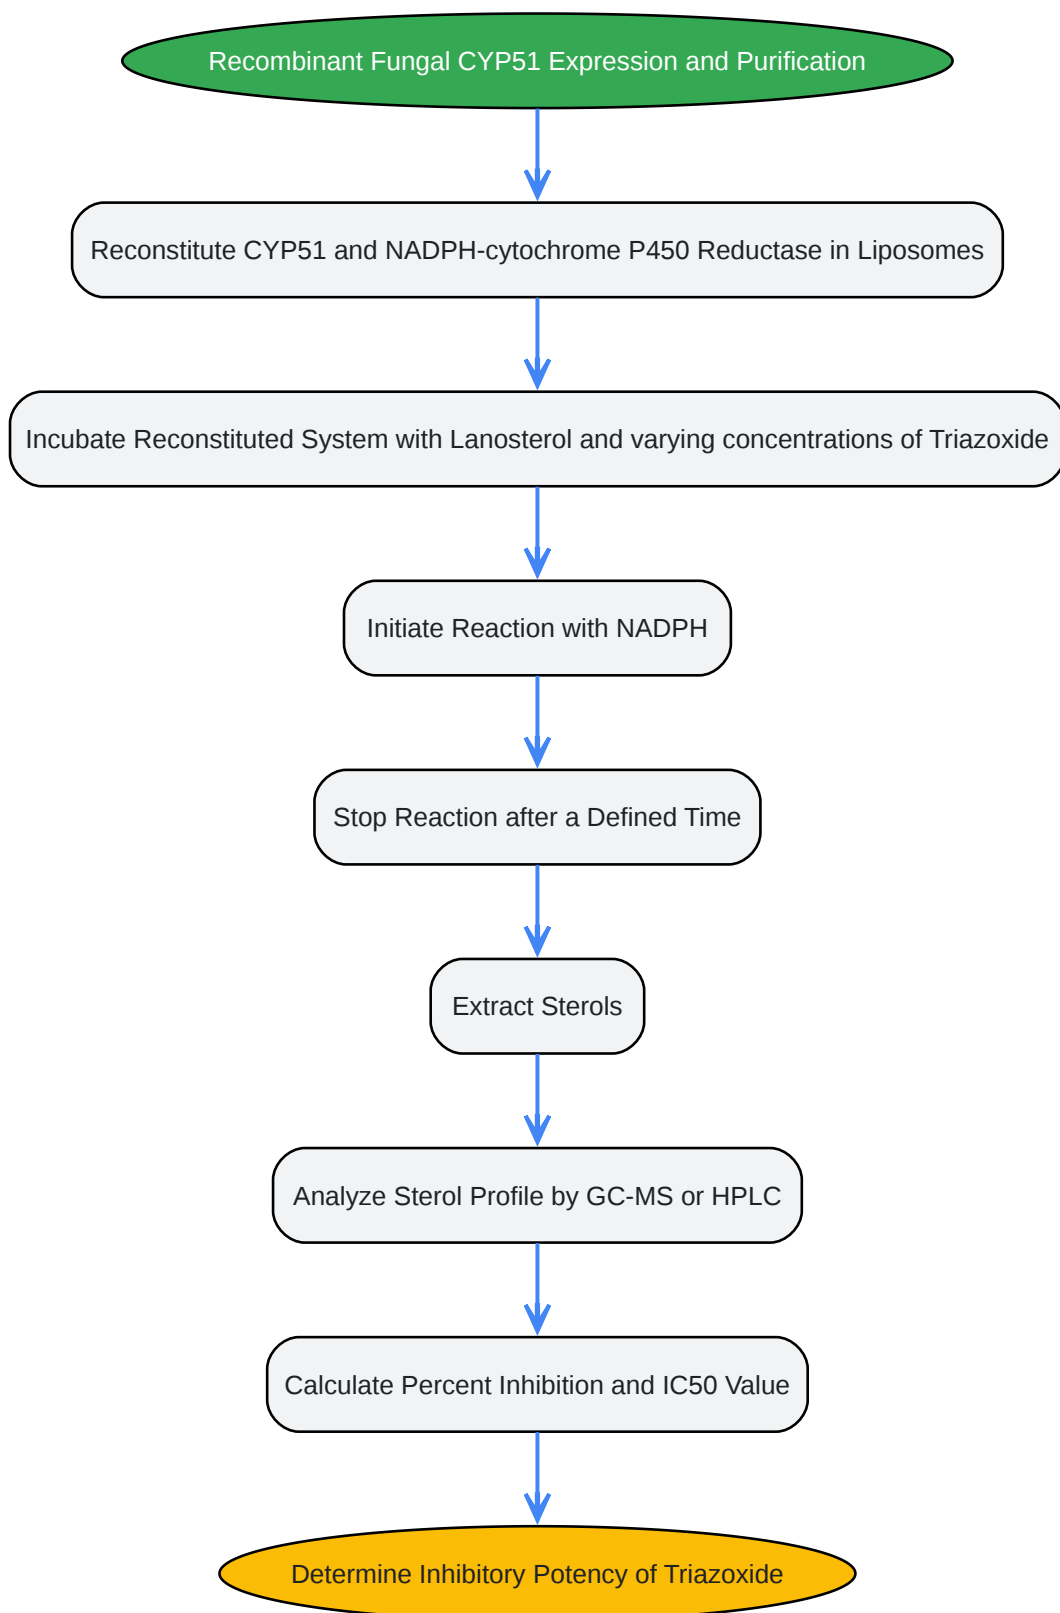 Recombinant Fungal CYP51 Expression and Purification
Reconstitute CYP51 and NADPH-cytochrome P450 Reductase in Liposomes
Incubate Reconstituted System with Lanosterol and varying concentrations of Triazoxide
Initiate Reaction with NADPH
Stop Reaction after a Defined Time
Extract Sterols
Analyze Sterol Profile by GC-MS or HPLC
Calculate Percent Inhibition and IC50 Value
Determine Inhibitory Potency of Triazoxide